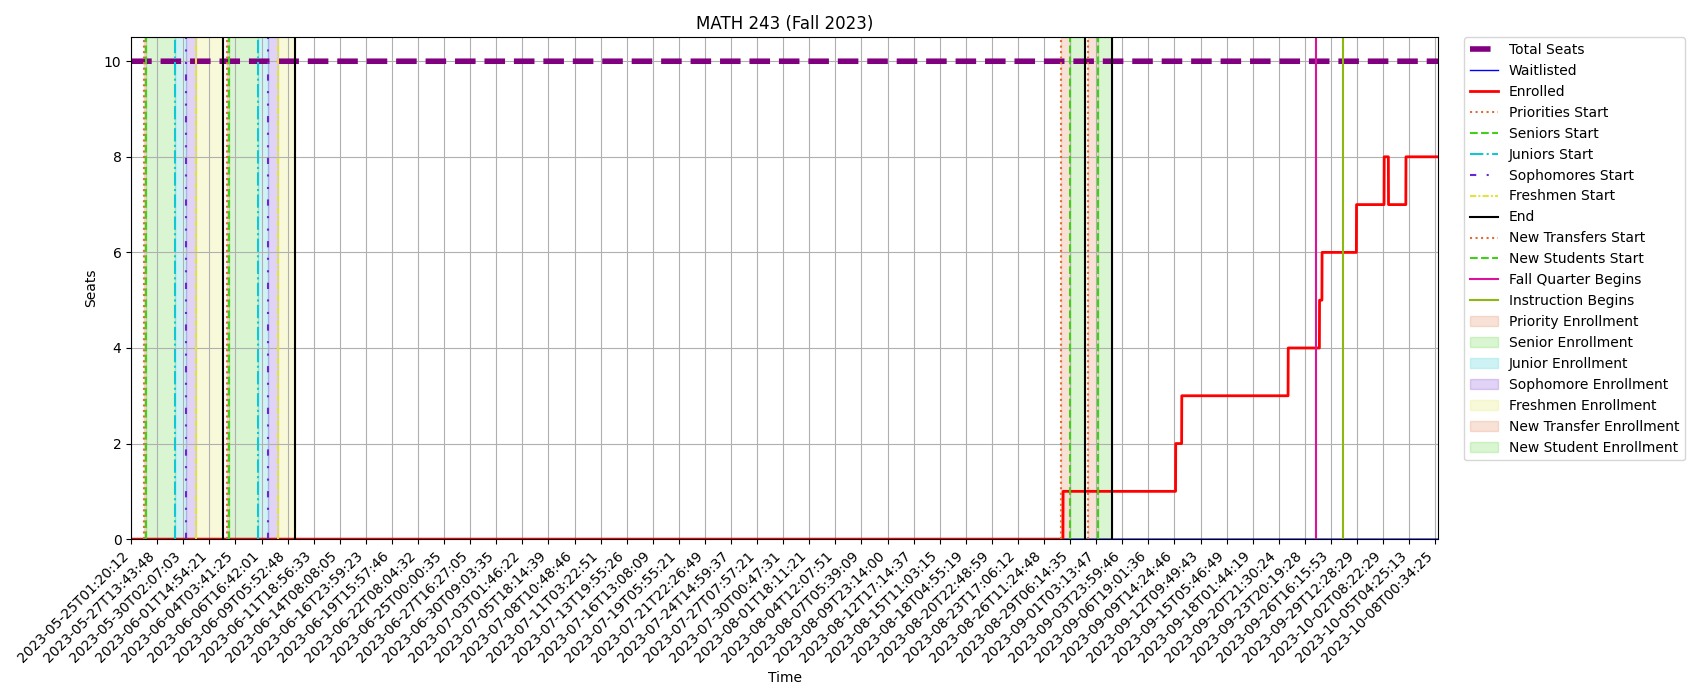 MATH 243 (Fall 2023)
Seats
10
8
6
4
2
0
2023-05-25T01:20:12
2023-05-27T13:43:48
2023-05-30T02:07:03
2023-06-01T14:54:21
2023-06-04T03:41:25
2023-06-06T16:42:01
2023-06-09T05:52:48
2023-06-11T18:56:33
2023-06-14T08:08:05
2023-06-16T23:59:23
2023-06-19T15:57:46
2023-06-22T08:04:32
2023-06-25T00:00:35
2023-06-27T16:27:05
2023-06-30T09:03:35
2023-07-03T01:46:22
2023-07-05T18:14:39
2023-07-08T10:48:46
2023-07-11T03:22:51
2023-07-13T19:55:26
2023-07-16T13:08:09
2023-07-19T05:55:21
2023-07-21T22:26:49
2023-07-24T14:59:37
2023-07-27T07:57:21
2023-07-30T00:47:31
2023-08-01T18:11:21
2023-08-04T12:07:51
2023-08-07T05:39:09
2023-08-09T23:14:00
2023-08-12T17:14:37
2023-08-15T11:03:15
2023-08-18T04:55:19
2023-08-20T22:48:59
2023-08-23T17:06:12
2023-08-26T11:24:48
2023-08-29T06:14:35
2023-09-01T03:13:47
2023-09-03T23:59:46
2023-09-06T19:01:36
2023-09-09T14:24:46
2023-09-12T09:49:43
2023-09-15T05:46:49
2023-09-18T01:44:19
2023-09-20T21:30:24
2023-09-23T20:19:28
2023-09-26T16:15:53
2023-09-29T12:28:29
2023-10-02T08:22:29
2023-10-05T04:25:13
2023-10-08T00:34:25
Time
Total Seats
Waitlisted
Enrolled
Priorities Start
Seniors Start
Juniors Start
Sophomores Start
Freshmen Start
End
New Transfers Start
New Students Start
Fall Quarter Begins
Instruction Begins
Priority Enrollment
Senior Enrollment
Junior Enrollment
Sophomore Enrollment
Freshmen Enrollment
New Transfer Enrollment
New Student Enrollment